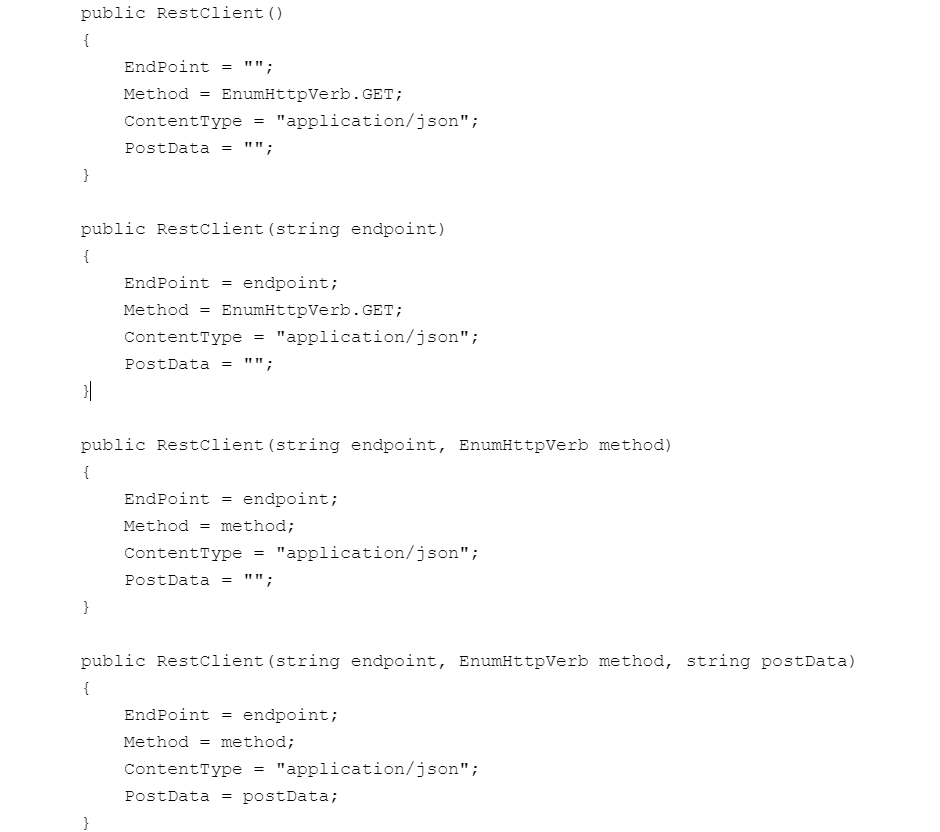 public RestClient()
{
EndPoint = "";
Method = EnumHttpVerb.GET;
ContentType = "application/json";
PostData = "";
}
public RestClient(string endpoint)
{
EndPoint = endpoint;
Method = EnumHttpVerb.GET;
ContentType = "application/json";
PostData = "";
}
public RestClient(string endpoint, EnumHttpVerb method)
{
EndPoint = endpoint;
Method = method;
ContentType = "application/json";
PostData = "";
}
public RestClient(string endpoint, EnumHttpVerb method, string postData)
{
EndPoint = endpoint;
Method = method;
ContentType = "application/json";
PostData = postData;
}